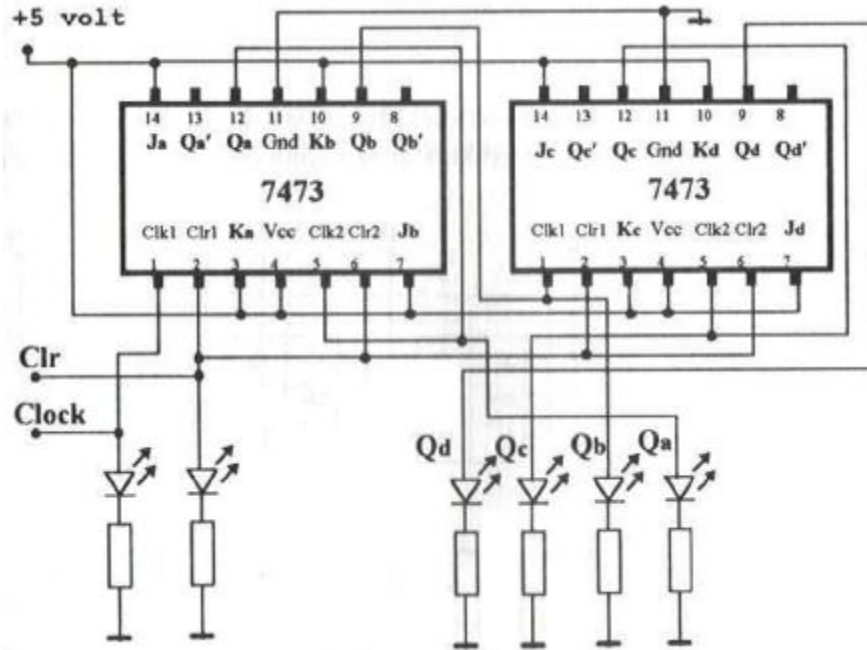 +5 volt
14 13 12 11 10 9 8
Ja Qa' Qa Gnd Kb Qb Qb'
7473
Clk1 Clr1 Ka Vcc Clk2 Clr2 Jb
1 2 3 4 5 6 7
14 13 12 11 10 9 8
Jc Qc' Qc Gnd Kd Qd Qd'
7473
Clk1 Clr1 Kc Vcc Clk2 Clr2 Jd
1 2 3 4 5 6 7
Clr
Clock
Qd Qc Qb Qa